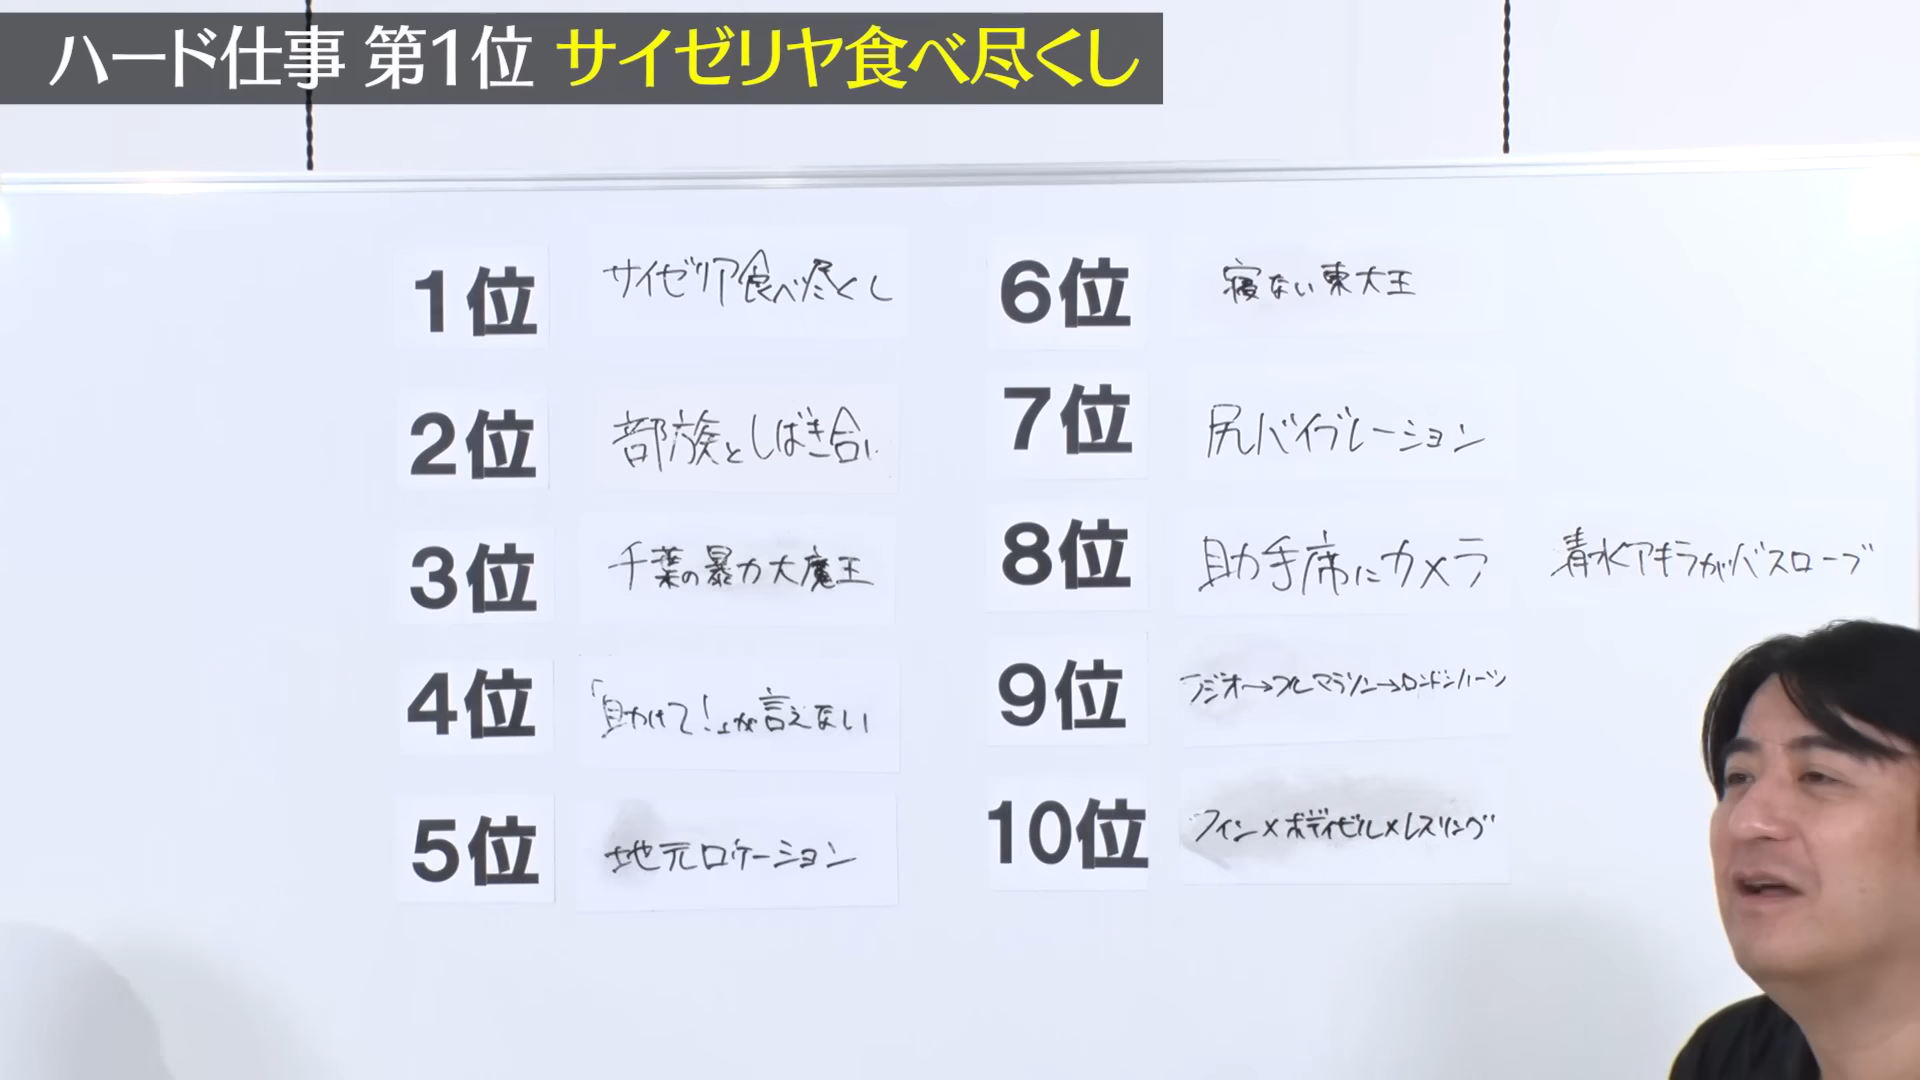 ハード仕事 第1位 サイゼリヤ食べ尽くし
1位 サイゼリア食べ尽くし
2位 部族としばき合い
3位 千葉の暴力大魔王
4位 「助けて!」が言えない
5位 地元ロケーション
6位 寝ない東大王
7位 尻バイブレーション
8位 助手席にカメラ 清水アキラがバスローブ
9位 ラジオ→フルマラソン→ロンドンハーツ
10位 フィン×ボディビル×レスリング